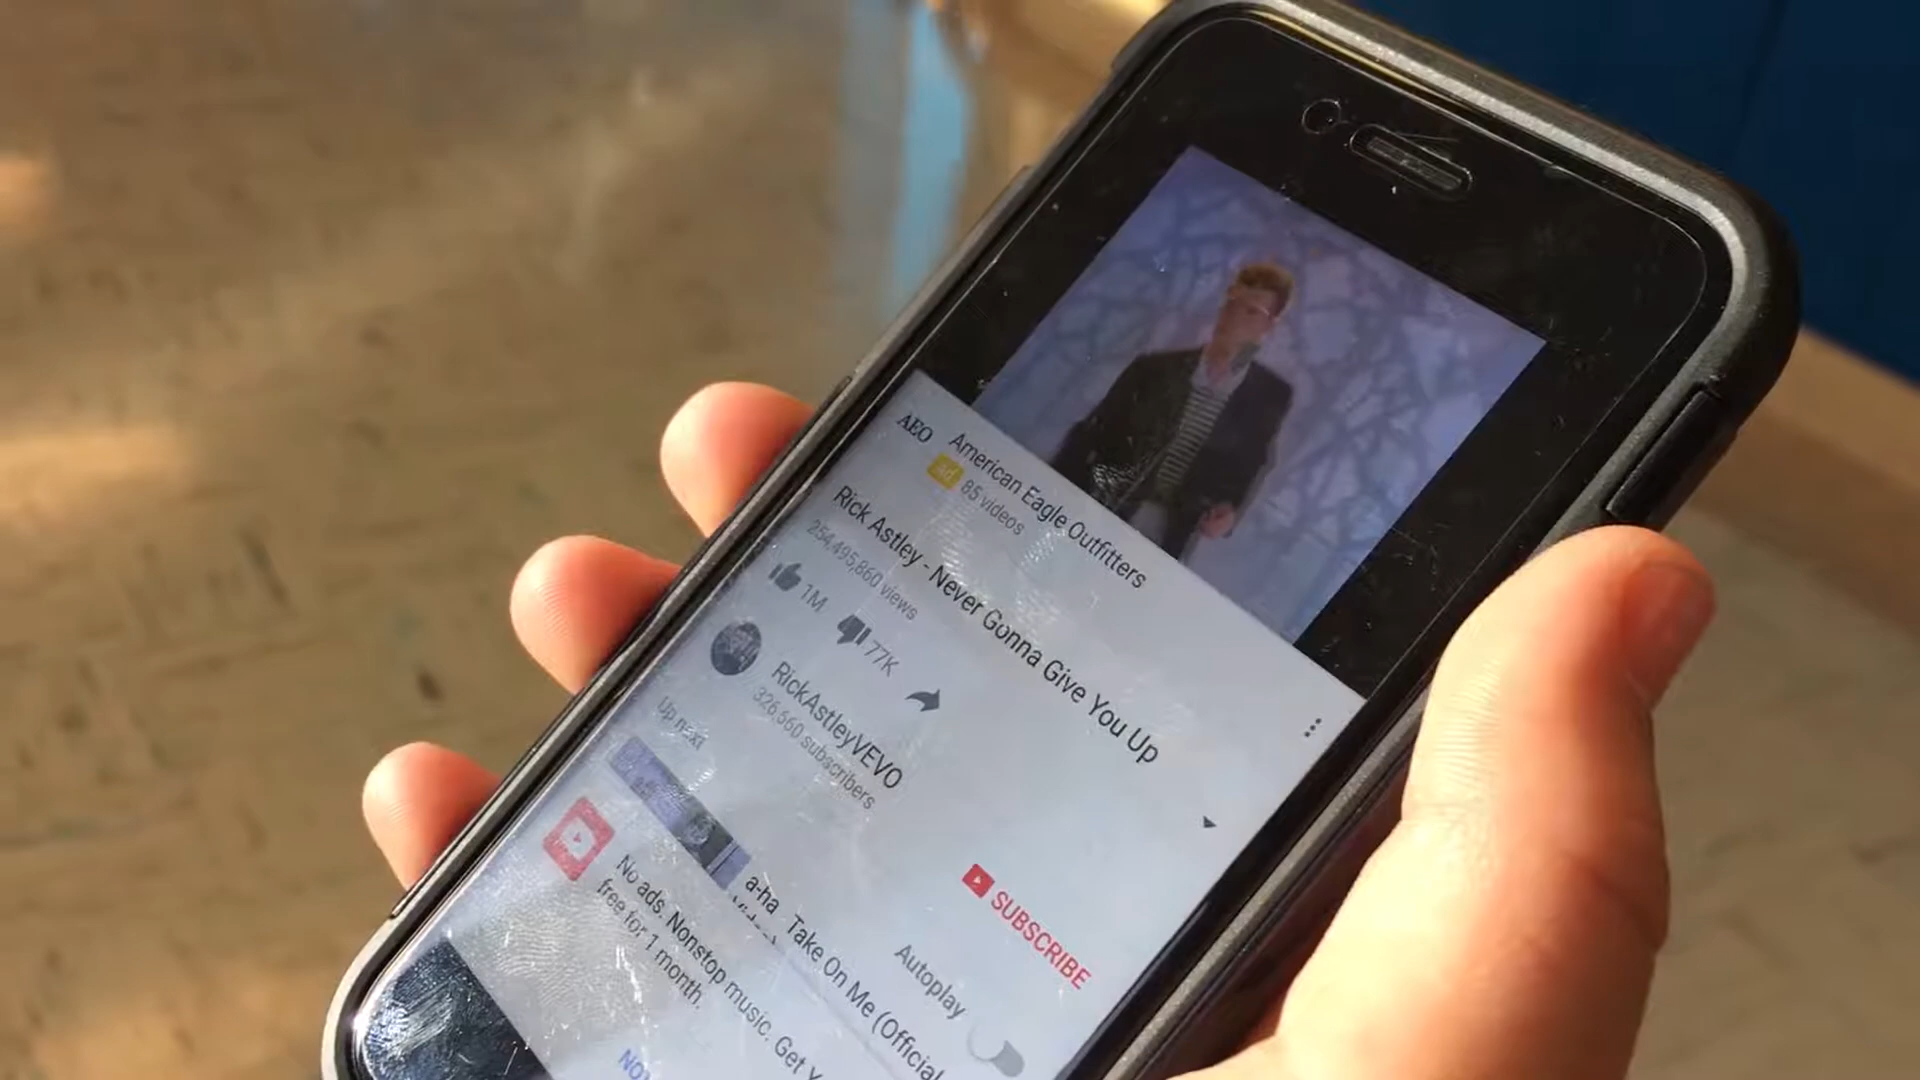 AEO
American Eagle Outfitters
ad 85 videos
Rick Astley - Never Gonna Give You Up
254,495,860 views
1M 77K
RickAstleyVEVO
326,560 subscribers
SUBSCRIBE
Up next
Autoplay
a-ha Take On Me (Official
No ads. Nonstop music. Get
free for 1 month.